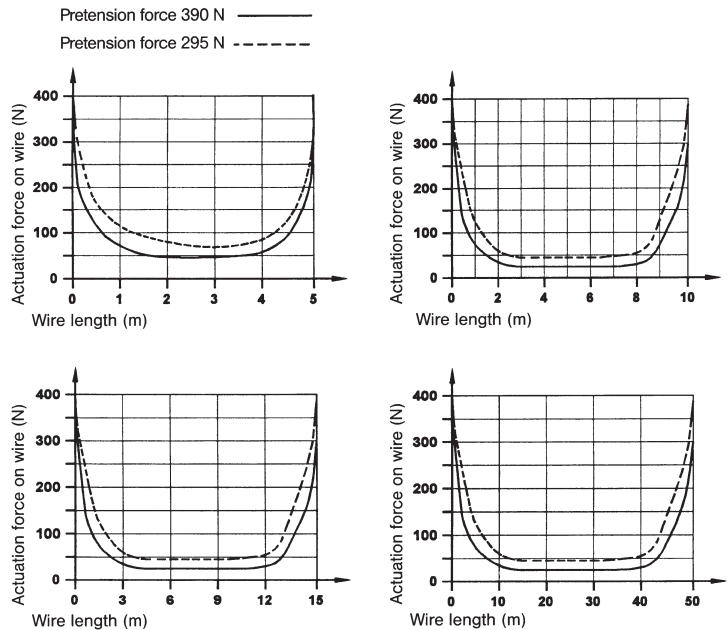 Pretension force 390 N
Pretension force 295 N
Actuation force on wire (N)
400
300
200
100
0
0 1 2 3 4 5
Wire length (m)
Actuation force on wire (N)
400
300
200
100
0
0 2 4 6 8 10
Wire length (m)
Actuation force on wire (N)
400
300
200
100
0
0 3 6 9 12 15
Wire length (m)
Actuation force on wire (N)
400
300
200
100
0
0 10 20 30 40 50
Wire length (m)